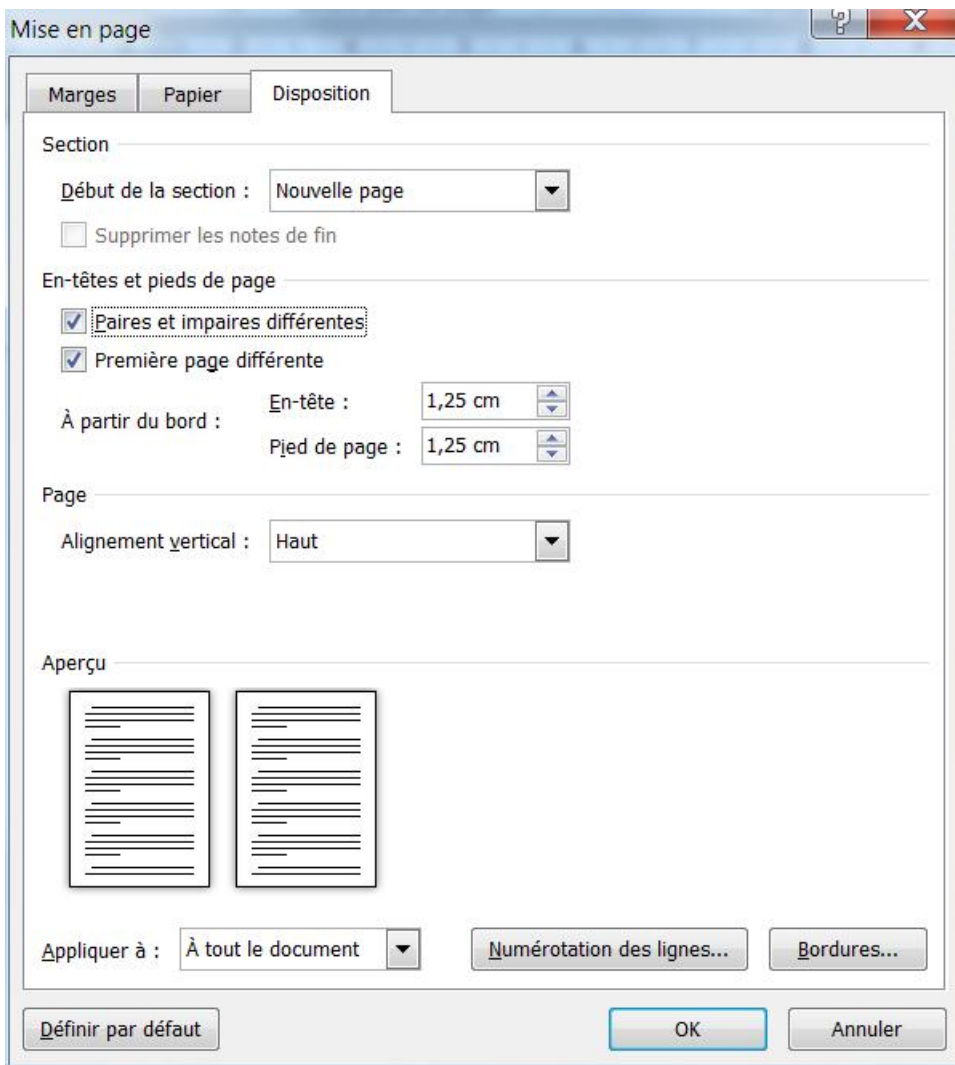 Mise en page
Marges Papier Disposition
Section
Début de la section : Nouvelle page
Supprimer les notes de fin
En-têtes et pieds de page
Paires et impaires différentes
Première page différente
À partir du bord : En-tête : 1,25 cm
Pied de page : 1,25 cm
Page
Alignement vertical : Haut
Aperçu
Appliquer à : À tout le document Numérotation des lignes... Bordures...
Définir par défaut OK Annuler